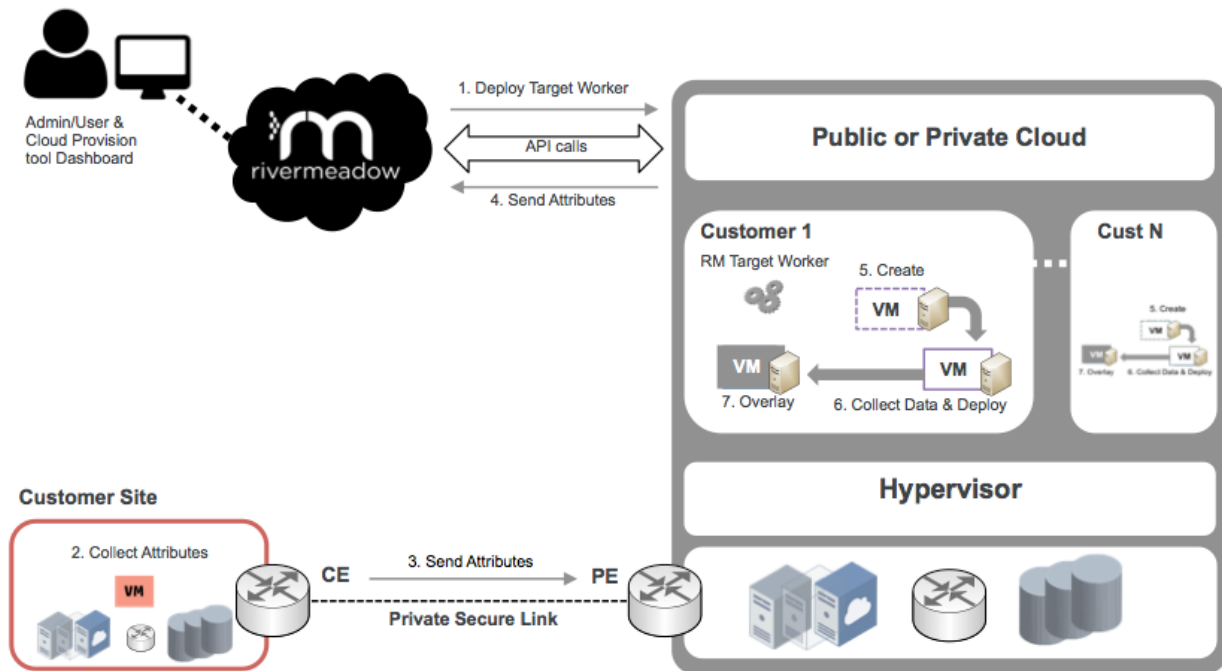 Admin/User &
Cloud Provision
tool Dashboard
rivermeadow
1. Deploy Target Worker
API calls
4. Send Attributes
Public or Private Cloud
Customer 1
RM Target Worker
5. Create
VM
VM
VM
7. Overlay
6. Collect Data & Deploy
Cust N
5. Create
VM
VM
VM
7. Overlay
6. Collect Data & Deploy
Hypervisor
Customer Site
2. Collect Attributes
VM
CE
3. Send Attributes
PE
Private Secure Link